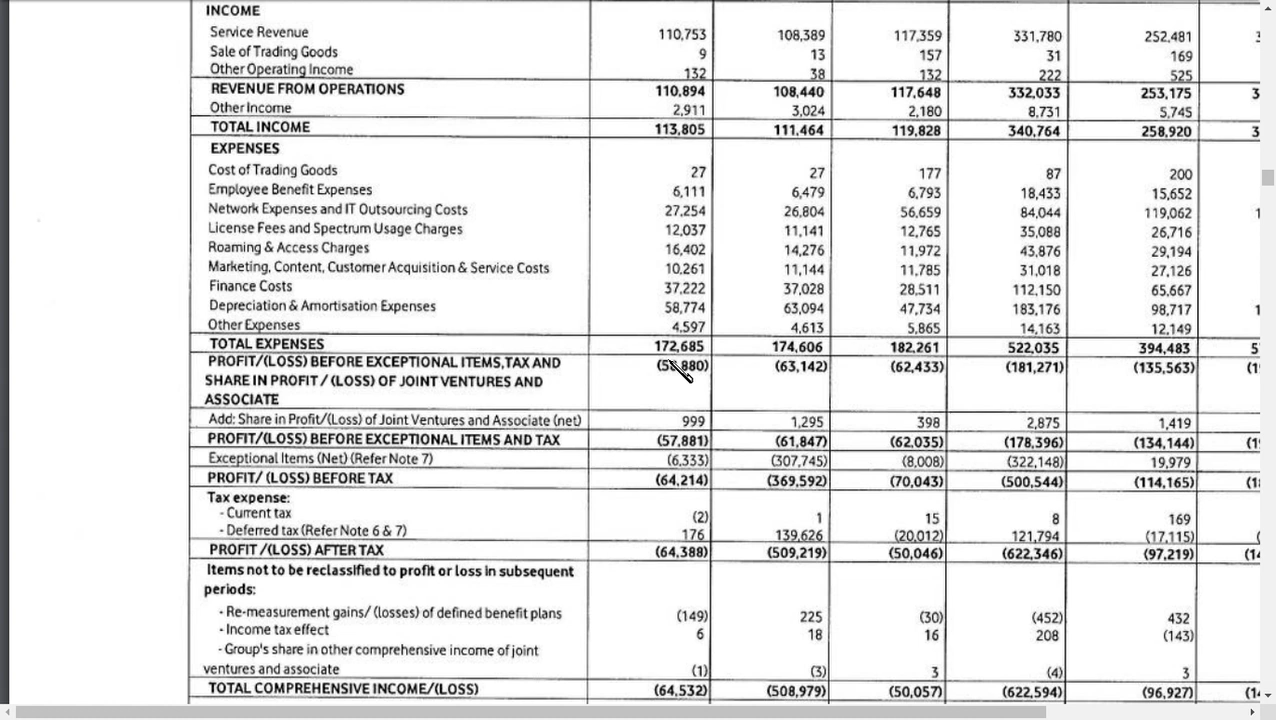 INCOME
Service Revenue 110,753 108,389 117,359 331,780 252,481
Sale of Trading Goods 9 13 157 31 169
Other Operating Income 132 38 132 222 525
REVENUE FROM OPERATIONS 110,894 108,440 117,648 332,033 253,175 3
Other Income 2,911 3,024 2,180 8,731 5,745
TOTAL INCOME 113,805 111,464 119,828 340,764 258,920 3
EXPENSES
Cost of Trading Goods 27 27 177 87 200
Employee Benefit Expenses 6,111 6,479 6,793 18,433 15,652
Network Expenses and IT Outsourcing Costs 27,254 26,804 56,659 84,044 119,062 1
License Fees and Spectrum Usage Charges 12,037 11,141 12,765 35,088 26,716
Roaming & Access Charges 16,402 14,276 11,972 43,876 29,194
Marketing, Content, Customer Acquisition & Service Costs 10,261 11,144 11,785 31,018 27,126
Finance Costs 37,222 37,028 28,511 112,150 65,667
Depreciation & Amortisation Expenses 58,774 63,094 47,734 183,176 98,717 1
Other Expenses 4,597 4,613 5,865 14,163 12,149
TOTAL EXPENSES 172,685 174,606 182,261 522,035 394,483 5
PROFIT/(LOSS) BEFORE EXCEPTIONAL ITEMS,TAX AND (63,142) (62,433) (181,271) (135,563) (1
SHARE IN PROFIT / (LOSS) OF JOINT VENTURES AND
ASSOCIATE
Add: Share in Profit/(Loss) of Joint Ventures and Associate (net) 999 1,295 398 2,875 1,419
PROFIT/(LOSS) BEFORE EXCEPTIONAL ITEMS AND TAX (57,881) (61,847) (62,035) (178,396) (134,144) (1
Exceptional Items (Net) (Refer Note 7) (6,333) (307,745) (8,008) (322,148) 19,979
PROFIT/ (LOSS) BEFORE TAX (64,214) (369,592) (70,043) (500,544) (114,165) (1
Tax expense:
- Current tax (2) 1 15 8 169
- Deferred tax (Refer Note 6 & 7) 176 139,626 (20,012) 121,794 (17,115) (
PROFIT /(LOSS) AFTER TAX (64,388) (509,219) (50,046) (622,346) (97,219) (14
Items not to be reclassified to profit or loss in subsequent
periods:
- Re-measurement gains/ (losses) of defined benefit plans (149) 225 (30) (452) 432
- Income tax effect 6 18 16 208 (143)
- Group's share in other comprehensive income of joint
ventures and associate (1) (3) 3 (4) 3
TOTAL COMPREHENSIVE INCOME/(LOSS) (64,532) (508,979) (50,057) (622,594) (96,927) (14